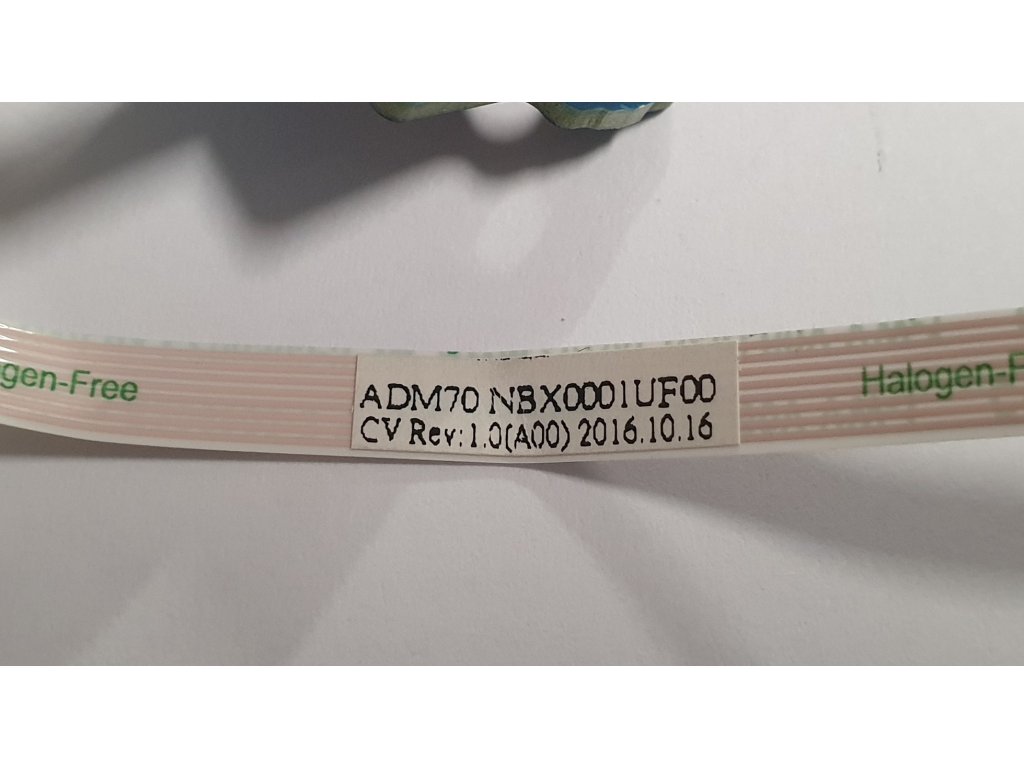 gen-Free
ADM70 NBX0001UF00
CV Rev:1.0(A00) 2016.10.16
Halogen-F